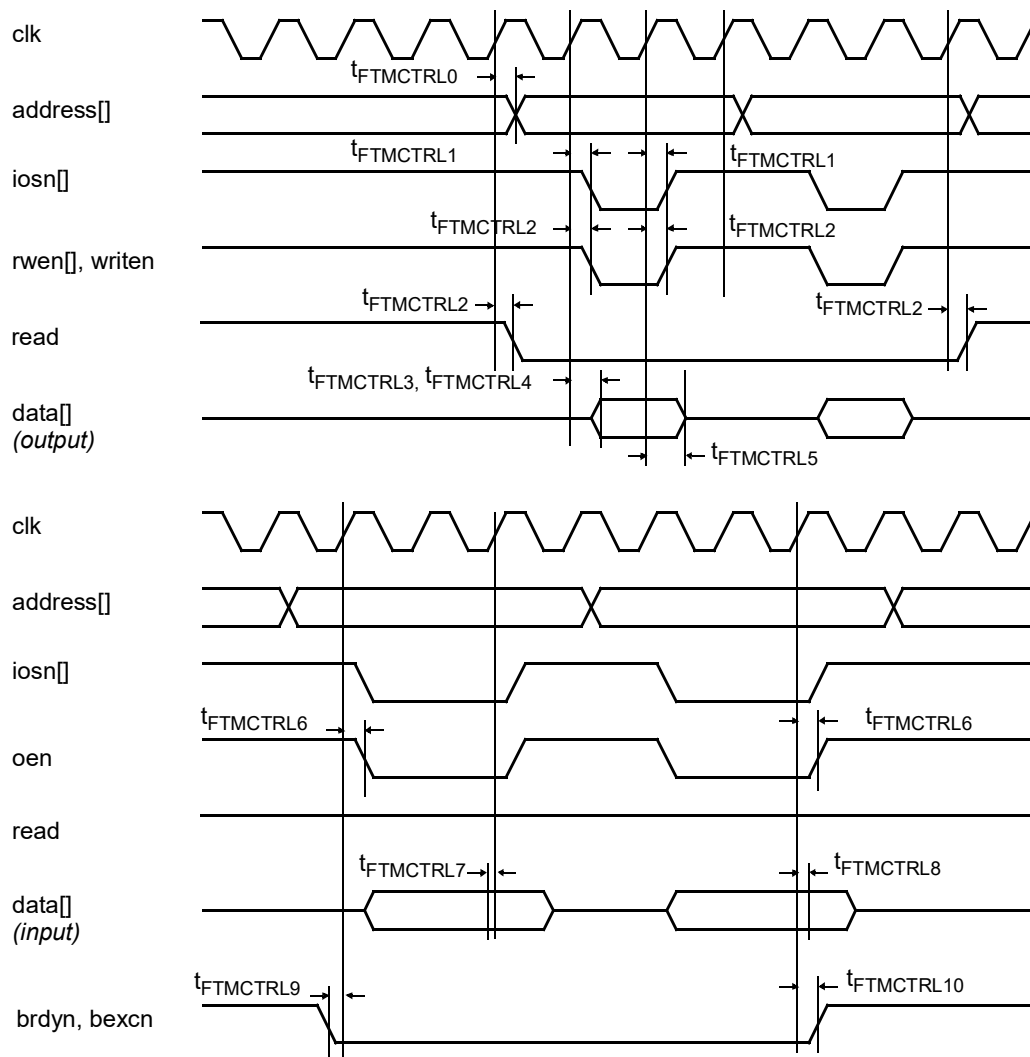 clk
tFTMCTRL0
address[]
tFTMCTRL1 tFTMCTRL1
iosn[]
tFTMCTRL2 tFTMCTRL2
rwen[], writen
tFTMCTRL2 tFTMCTRL2
read
tFTMCTRL3, tFTMCTRL4
data[]
(output)
tFTMCTRL5
clk
address[]
iosn[]
tFTMCTRL6 tFTMCTRL6
oen
read
tFTMCTRL7 tFTMCTRL8
data[]
(input)
tFTMCTRL9 tFTMCTRL10
brdyn, bexcn